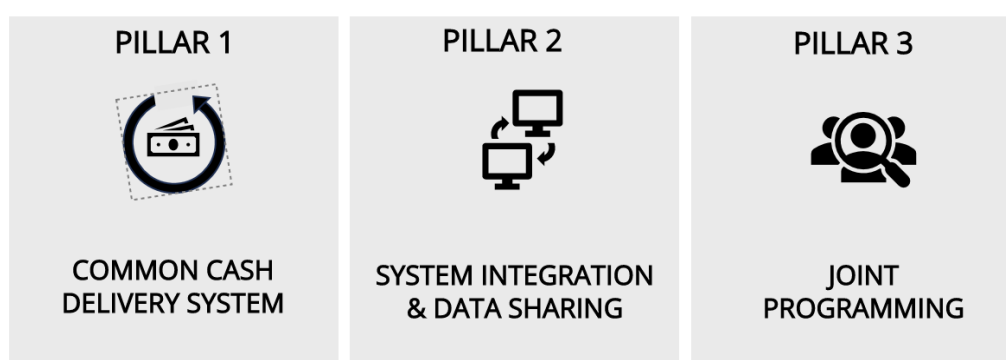 PILLAR 1
COMMON CASH
DELIVERY SYSTEM
PILLAR 2
SYSTEM INTEGRATION
& DATA SHARING
PILLAR 3
JOINT
PROGRAMMING